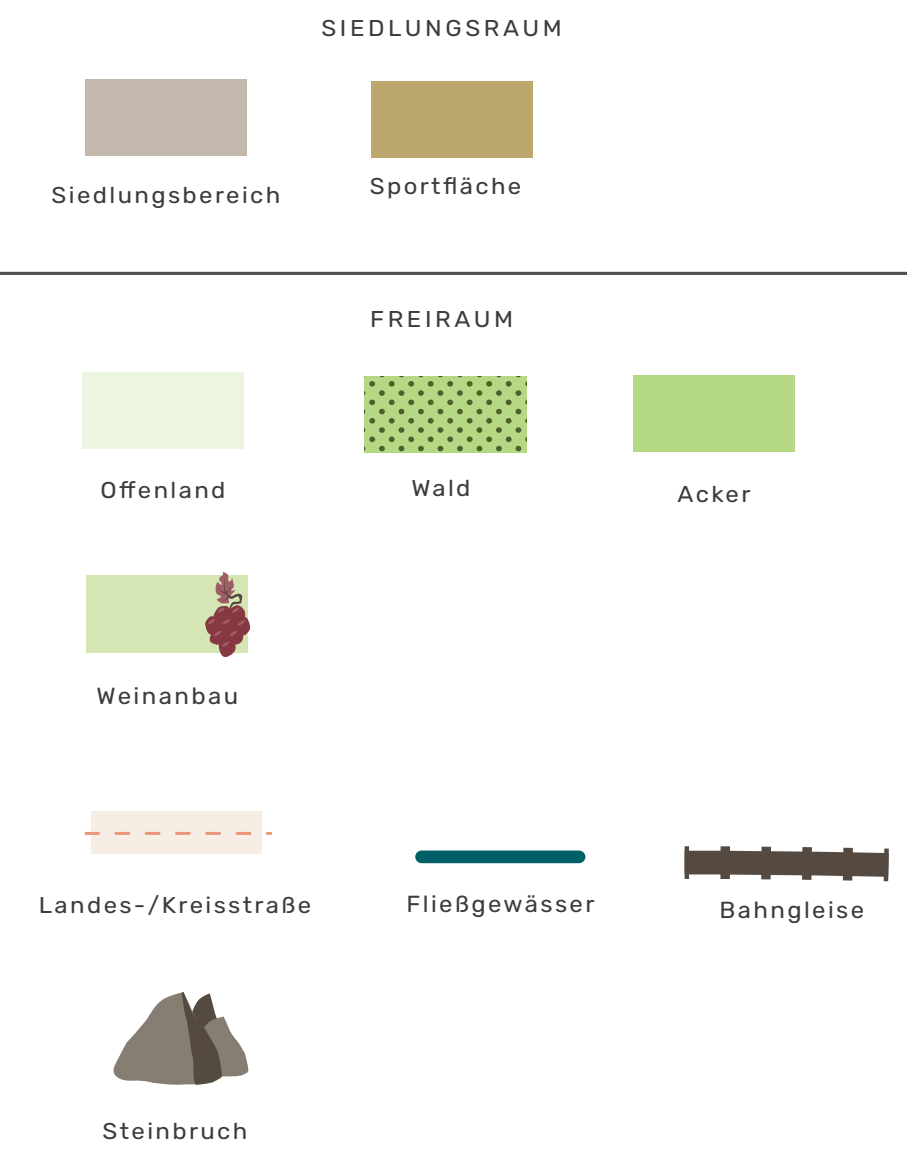 SIEDLUNGSRAUM
Siedlungsbereich
Sportfläche
FREIRAUM
Offenland
Wald
Acker
Weinanbau
Landes-/Kreisstraße
Fließgewässer
Bahngleise
Steinbruch